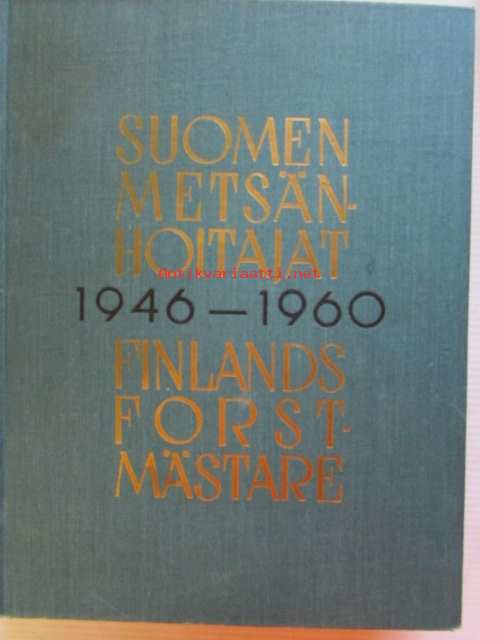 SUOMEN
METSÄN-
HOITAJAT
Antikvariaatti.net
1946 — 1960
FINLANDS
FORST-
MÄSTARE